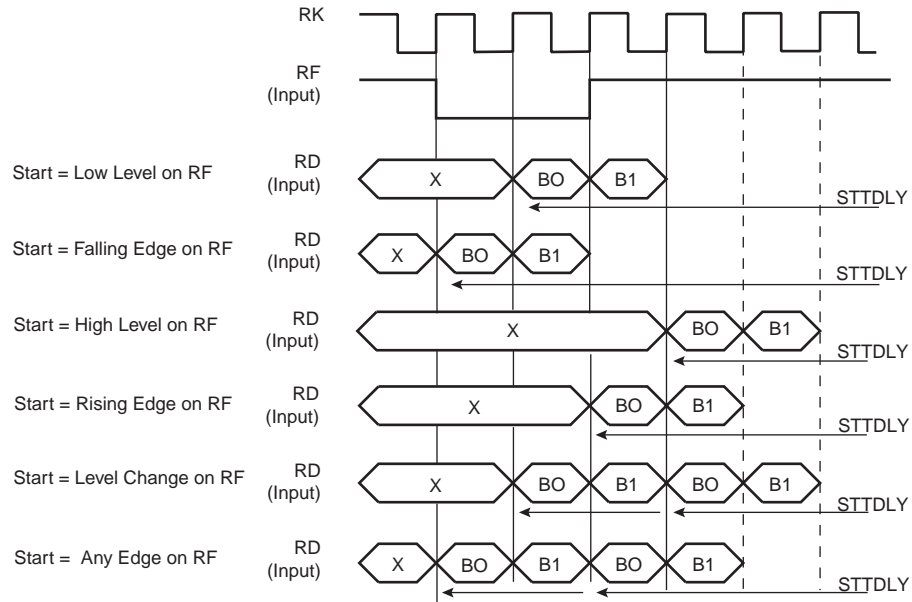 RK
RF
(Input)
Start = Low Level on RF
RD
(Input)
X
BO
B1
STTDLY
Start = Falling Edge on RF
RD
(Input)
X
BO
B1
STTDLY
Start = High Level on RF
RD
(Input)
X
BO
B1
STTDLY
Start = Rising Edge on RF
RD
(Input)
X
BO
B1
STTDLY
Start = Level Change on RF
RD
(Input)
X
BO
B1
BO
B1
STTDLY
Start = Any Edge on RF
RD
(Input)
X
BO
B1
BO
B1
STTDLY